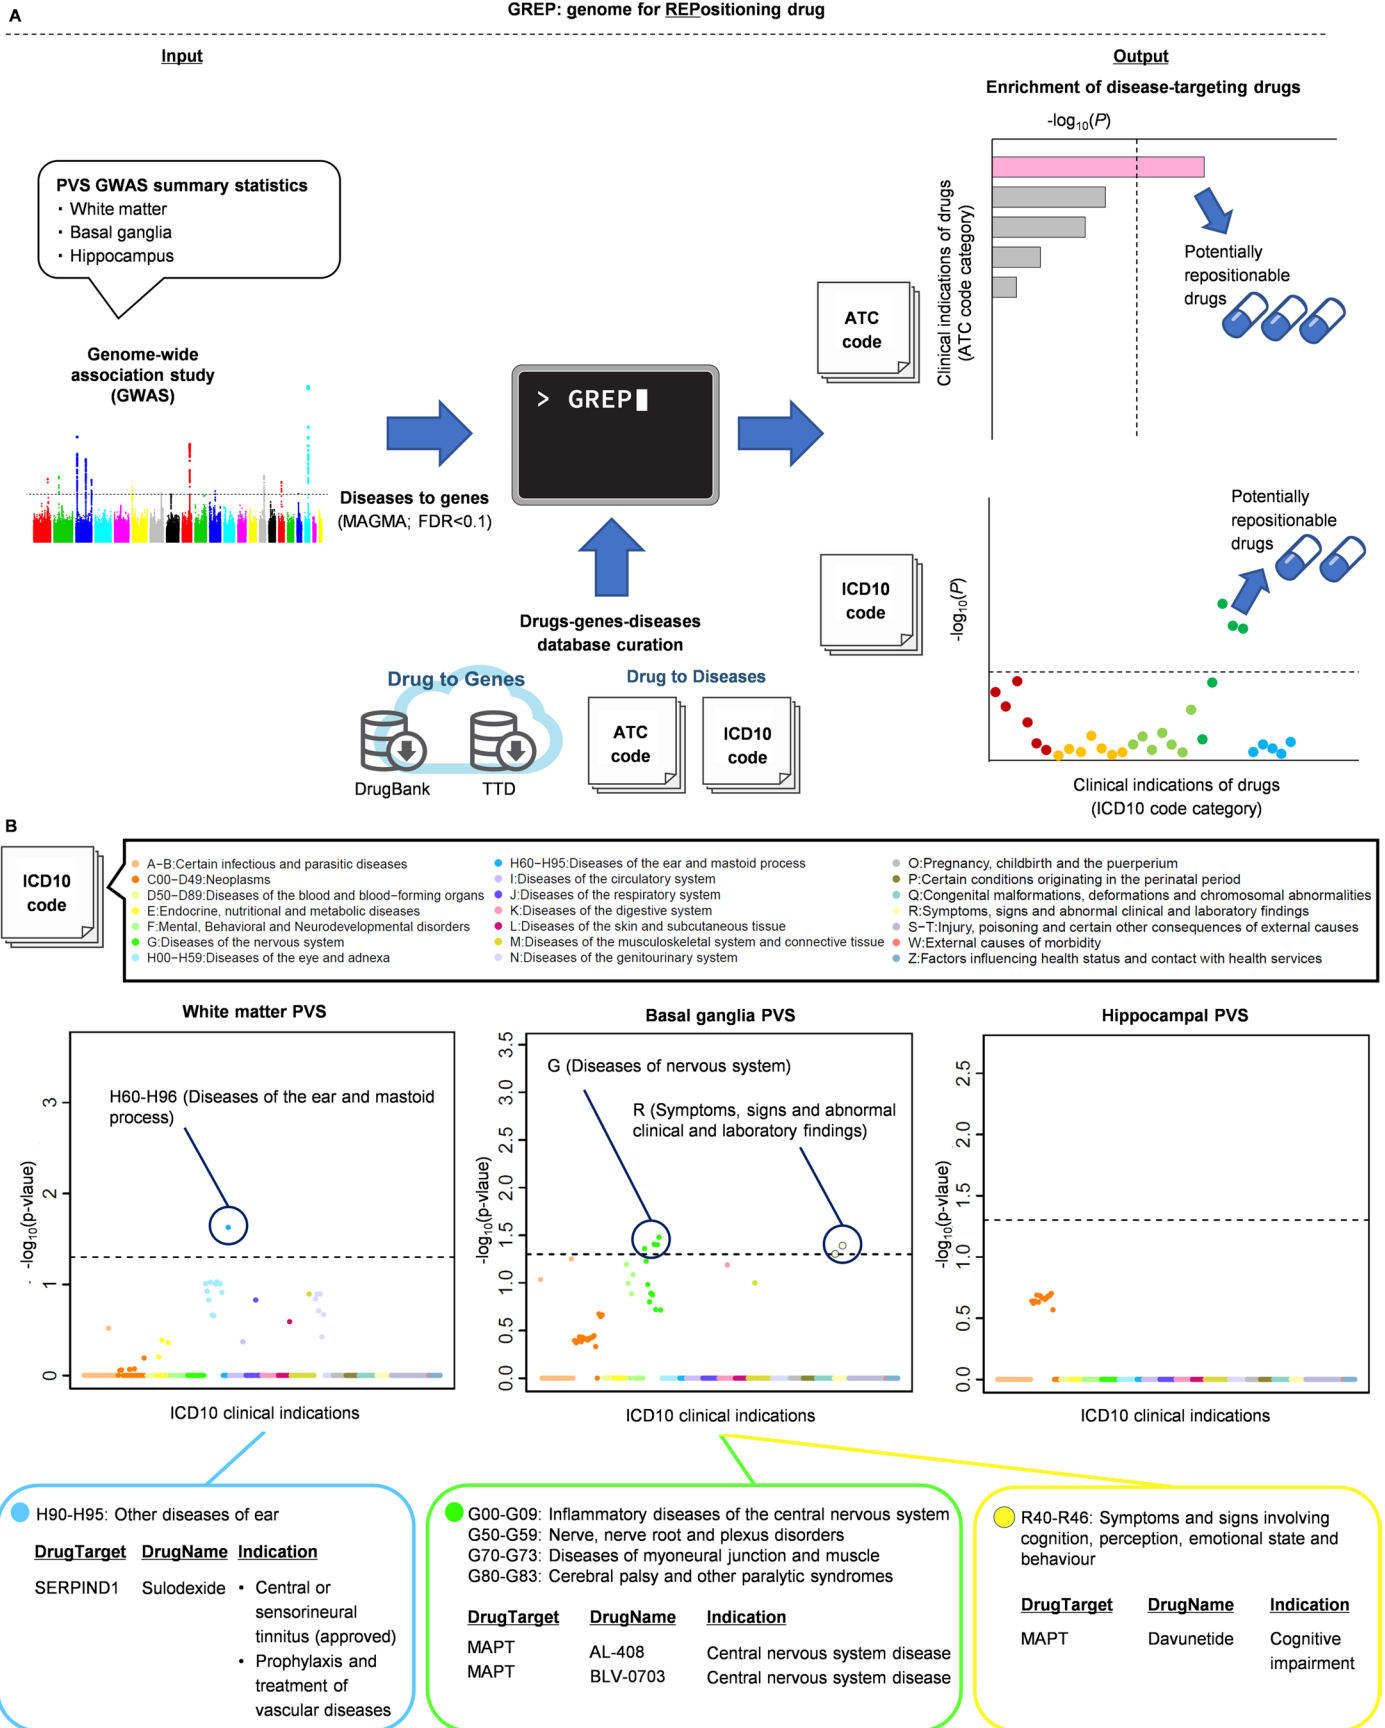 A
GREP: genome for REPositioning drug
Input
Output
Enrichment of disease-targeting drugs
-log10(P)
PVS GWAS summary statistics
・ White matter
・ Basal ganglia
・ Hippocampus
Clinical indications of drugs
(ATC code category)
Potentially
repositionable
drugs
ATC
code
Genome-wide
association study
(GWAS)
> GREP
Diseases to genes
(MAGMA; FDR<0.1)
Potentially
repositionable
drugs
ICD10
code
-log10(P)
Drugs-genes-diseases
database curation
Drug to Genes
Drug to Diseases
ATC
code
ICD10
code
DrugBank
TTD
Clinical indications of drugs
(ICD10 code category)
B
ICD10
code
A−B:Certain infectious and parasitic diseases
C00−D49:Neoplasms
D50−D89:Diseases of the blood and blood−forming organs
E:Endocrine, nutritional and metabolic diseases
F:Mental, Behavioral and Neurodevelopmental disorders
G:Diseases of the nervous system
H00−H59:Diseases of the eye and adnexa
H60−H95:Diseases of the ear and mastoid process
I:Diseases of the circulatory system
J:Diseases of the respiratory system
K:Diseases of the digestive system
L:Diseases of the skin and subcutaneous tissue
M:Diseases of the musculoskeletal system and connective tissue
N:Diseases of the genitourinary system
O:Pregnancy, childbirth and the puerperium
P:Certain conditions originating in the perinatal period
Q:Congenital malformations, deformations and chromosomal abnormalities
R:Symptoms, signs and abnormal clinical and laboratory findings
S−T:Injury, poisoning and certain other consequences of external causes
W:External causes of morbidity
Z:Factors influencing health status and contact with health services
White matter PVS
-log10(p-vlaue)
3
2
1
0
H60-H96 (Diseases of the ear and mastoid
process)
ICD10 clinical indications
Basal ganglia PVS
-log10(p-vlaue)
3.5
3.0
2.5
2.0
1.5
1.0
0.5
0.0
G (Diseases of nervous system)
R (Symptoms, signs and abnormal
clinical and laboratory findings)
ICD10 clinical indications
Hippocampal PVS
-log10(p-vlaue)
2.5
2.0
1.5
1.0
0.5
0.0
ICD10 clinical indications
H90-H95: Other diseases of ear
DrugTarget DrugName Indication
SERPIND1 Sulodexide • Central or
sensorineural
tinnitus (approved)
• Prophylaxis and
treatment of
vascular diseases
G00-G09: Inflammatory diseases of the central nervous system
G50-G59: Nerve, nerve root and plexus disorders
G70-G73: Diseases of myoneural junction and muscle
G80-G83: Cerebral palsy and other paralytic syndromes
DrugTarget DrugName Indication
MAPT AL-408 Central nervous system disease
MAPT BLV-0703 Central nervous system disease
R40-R46: Symptoms and signs involving
cognition, perception, emotional state and
behaviour
DrugTarget DrugName Indication
MAPT Davunetide Cognitive
impairment